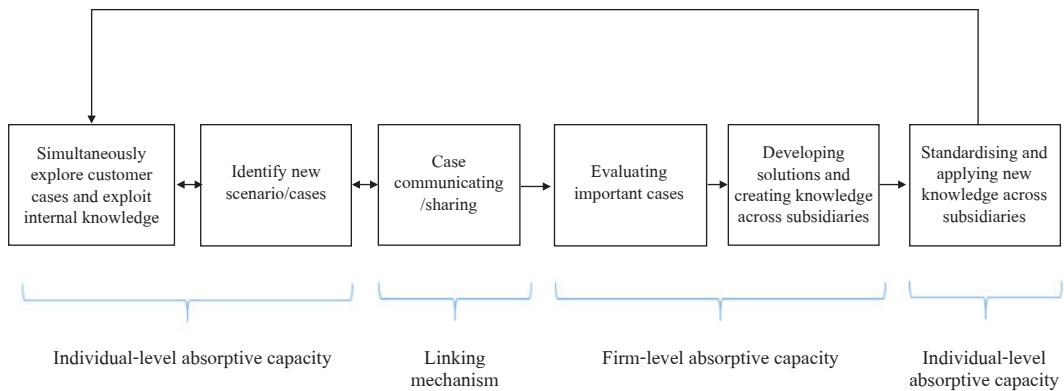 Simultaneously
explore customer
cases and exploit
internal knowledge
Identify new
scenario/cases
Case
communicating
/sharing
Evaluating
important cases
Developing
solutions and
creating knowledge
across subsidiaries
Standardising and
applying new
knowledge across
subsidiaries
Individual-level absorptive capacity
Linking
mechanism
Firm-level absorptive capacity
Individual-level
absorptive capacity